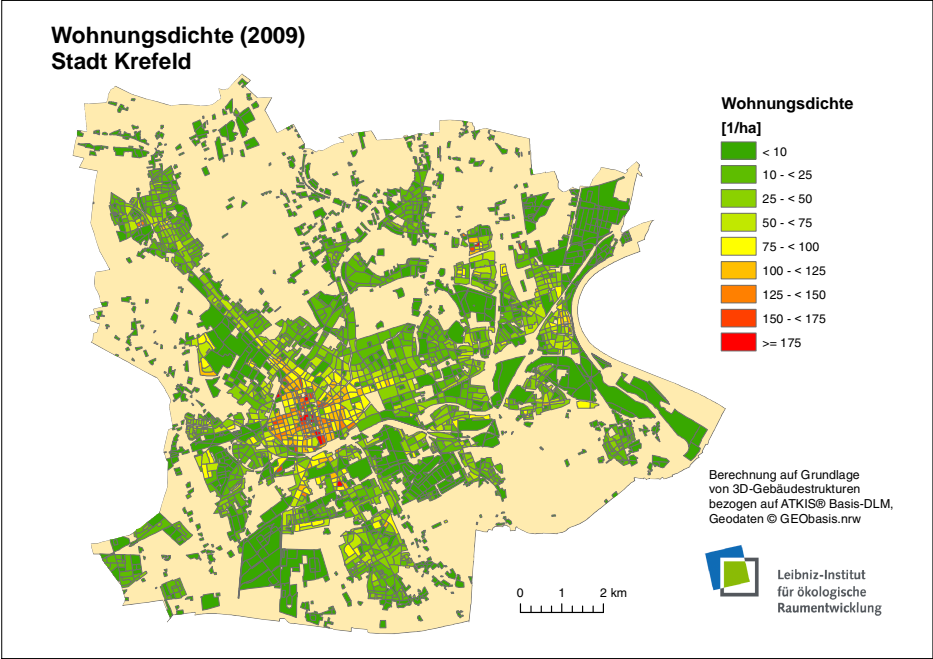 Wohnungsdichte (2009)
Stadt Krefeld
Wohnungsdichte
[1/ha]
< 10
10 - < 25
25 - < 50
50 - < 75
75 - < 100
100 - < 125
125 - < 150
150 - < 175
>= 175
Berechnung auf Grundlage
von 3D-Gebäudestrukturen
bezogen auf ATKIS® Basis-DLM,
Geodaten © GEObasis.nrw
0 1 2 km
Leibniz-Institut
für ökologische
Raumentwicklung